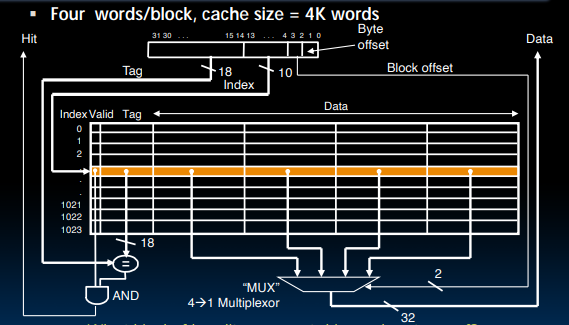 ▪ Four words/block, cache size = 4K words
Hit
31 30 ... 15 14 13 ... 4 3 2 1 0
Byte
offset
Data
Tag
18
10
Index
Block offset
Index Valid Tag
Data
0
1
2
.
.
.
1021
1022
1023
18
=
AND
"MUX"
4→1 Multiplexor
2
32